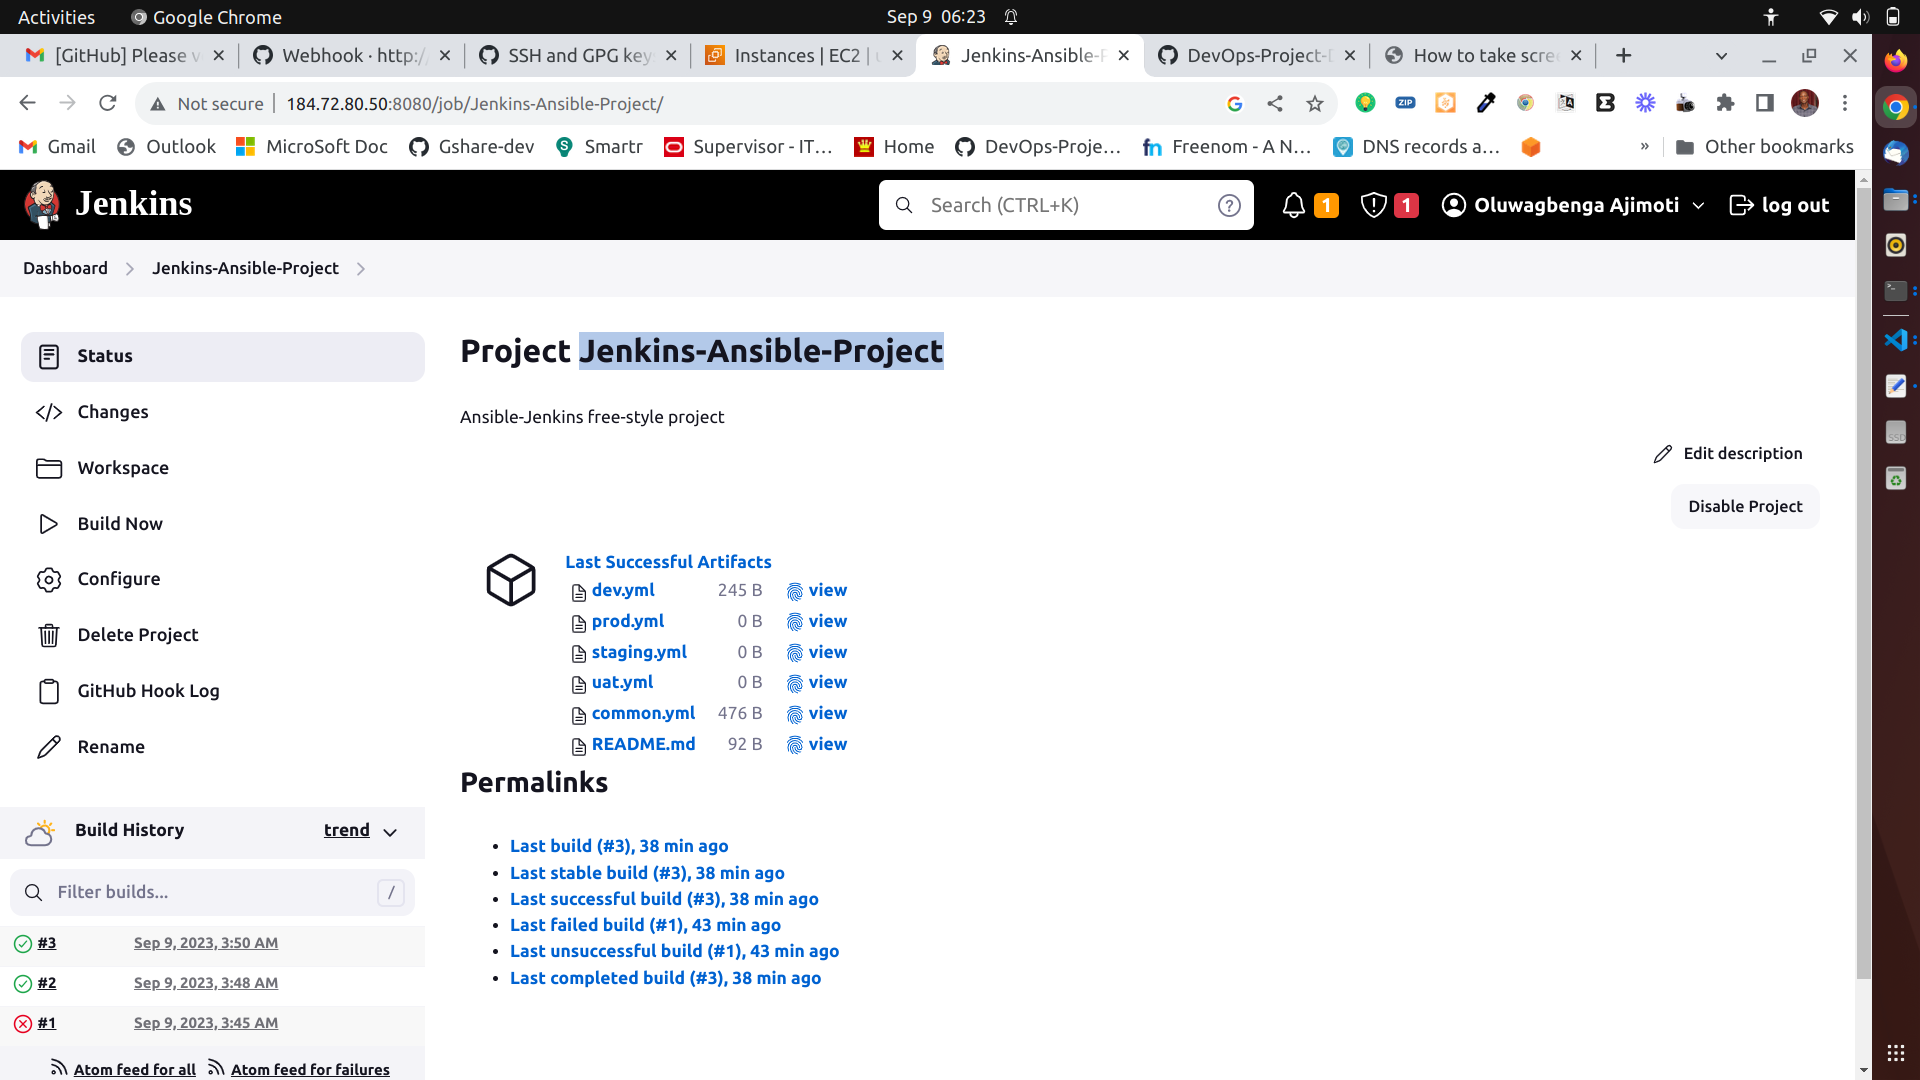 Activities Google Chrome Sep 9 06:23
[GitHub] Please ve Webhook · http:/ SSH and GPG key Instances | EC2 | u Jenkins-Ansible-P DevOps-Project-D How to take scre
Not secure 184.72.80.50:8080/job/Jenkins-Ansible-Project/
Gmail Outlook MicroSoft Doc Gshare-dev Smartr Supervisor - IT… Home DevOps-Proje… Freenom - A N… DNS records a… » Other bookmarks
Jenkins Search (CTRL+K) ? 1 1 Oluwagbenga Ajimoti log out
Dashboard Jenkins-Ansible-Project
Status
Changes
Workspace
Build Now
Configure
Delete Project
GitHub Hook Log
Rename
Build History trend
Filter builds... /
#3 Sep 9, 2023, 3:50 AM
#2 Sep 9, 2023, 3:48 AM
#1 Sep 9, 2023, 3:45 AM
Atom feed for all Atom feed for failures
Project Jenkins-Ansible-Project
Ansible-Jenkins free-style project
Edit description
Disable Project
Last Successful Artifacts
dev.yml 245 B view
prod.yml 0 B view
staging.yml 0 B view
uat.yml 0 B view
common.yml 476 B view
README.md 92 B view
Permalinks
Last build (#3), 38 min ago
Last stable build (#3), 38 min ago
Last successful build (#3), 38 min ago
Last failed build (#1), 43 min ago
Last unsuccessful build (#1), 43 min ago
Last completed build (#3), 38 min ago